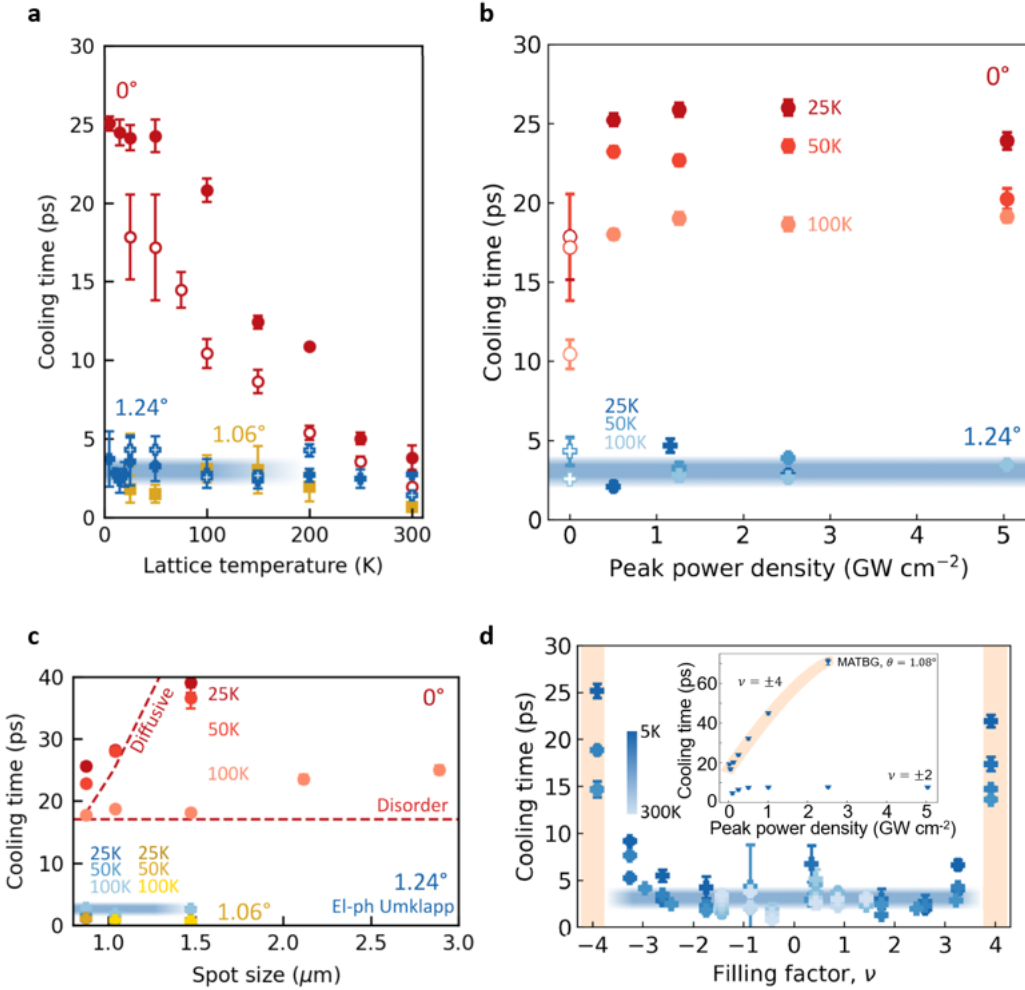 a
30
25
20
15
10
5
0
0°
1.24°
1.06°
0
100
200
300
Cooling time (ps)
Lattice temperature (K)
b
30
25
20
15
10
5
0
0°
25K
50K
100K
25K
50K
100K
1.24°
0
1
2
3
4
5
Cooling time (ps)
Peak power density (GW cm⁻²)
c
40
30
20
10
0
Diffusive
25K
50K
100K
0°
Disorder
25K 25K
50K 50K
100K 100K
1.24°
1.06°
El-ph Umklapp
1.0
1.5
2.0
2.5
3.0
Cooling time (ps)
Spot size (μm)
d
30
25
20
15
10
5
0
5K
300K
MATBG, θ = 1.08°
ν = ±4
ν = ±2
60
40
20
0
0
1
2
3
4
5
Cooling time (ps)
Peak power density (GW cm⁻²)
−4
−3
−2
−1
0
1
2
3
4
Cooling time (ps)
Filling factor, ν